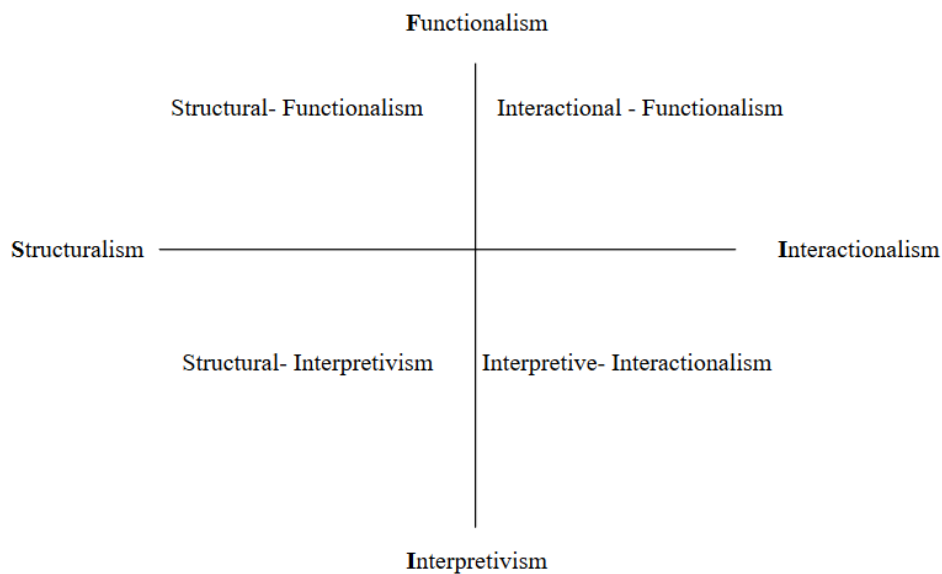 Functionalism
Structural- Functionalism
Interactional - Functionalism
Structuralism
Interactionalism
Structural- Interpretivism
Interpretive- Interactionalism
Interpretivism